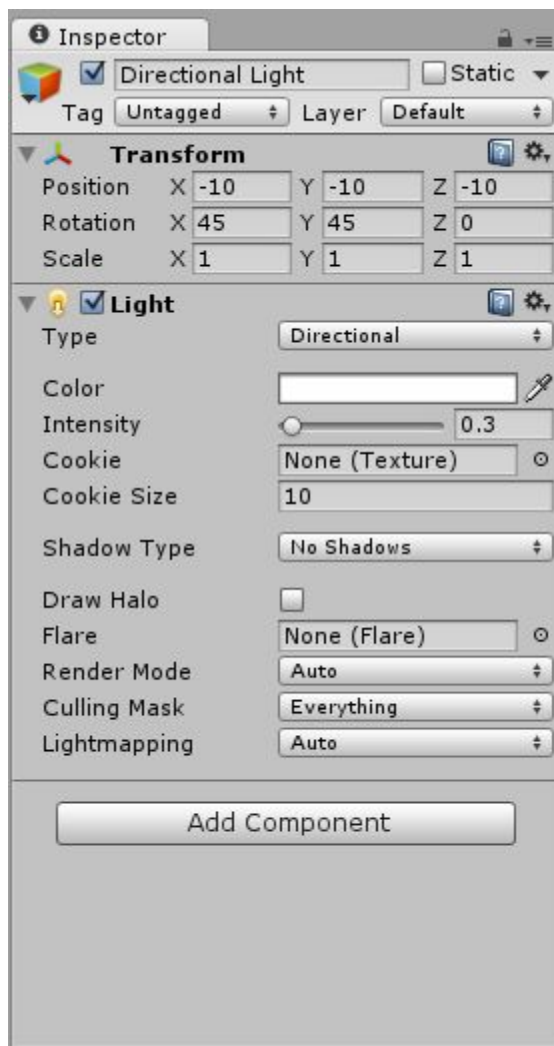 Inspector
Directional Light Static
Tag Untagged Layer Default
Transform
Position X -10 Y -10 Z -10
Rotation X 45 Y 45 Z 0
Scale X 1 Y 1 Z 1
Light
Type Directional
Color
Intensity 0.3
Cookie None (Texture)
Cookie Size 10
Shadow Type No Shadows
Draw Halo
Flare None (Flare)
Render Mode Auto
Culling Mask Everything
Lightmapping Auto
Add Component